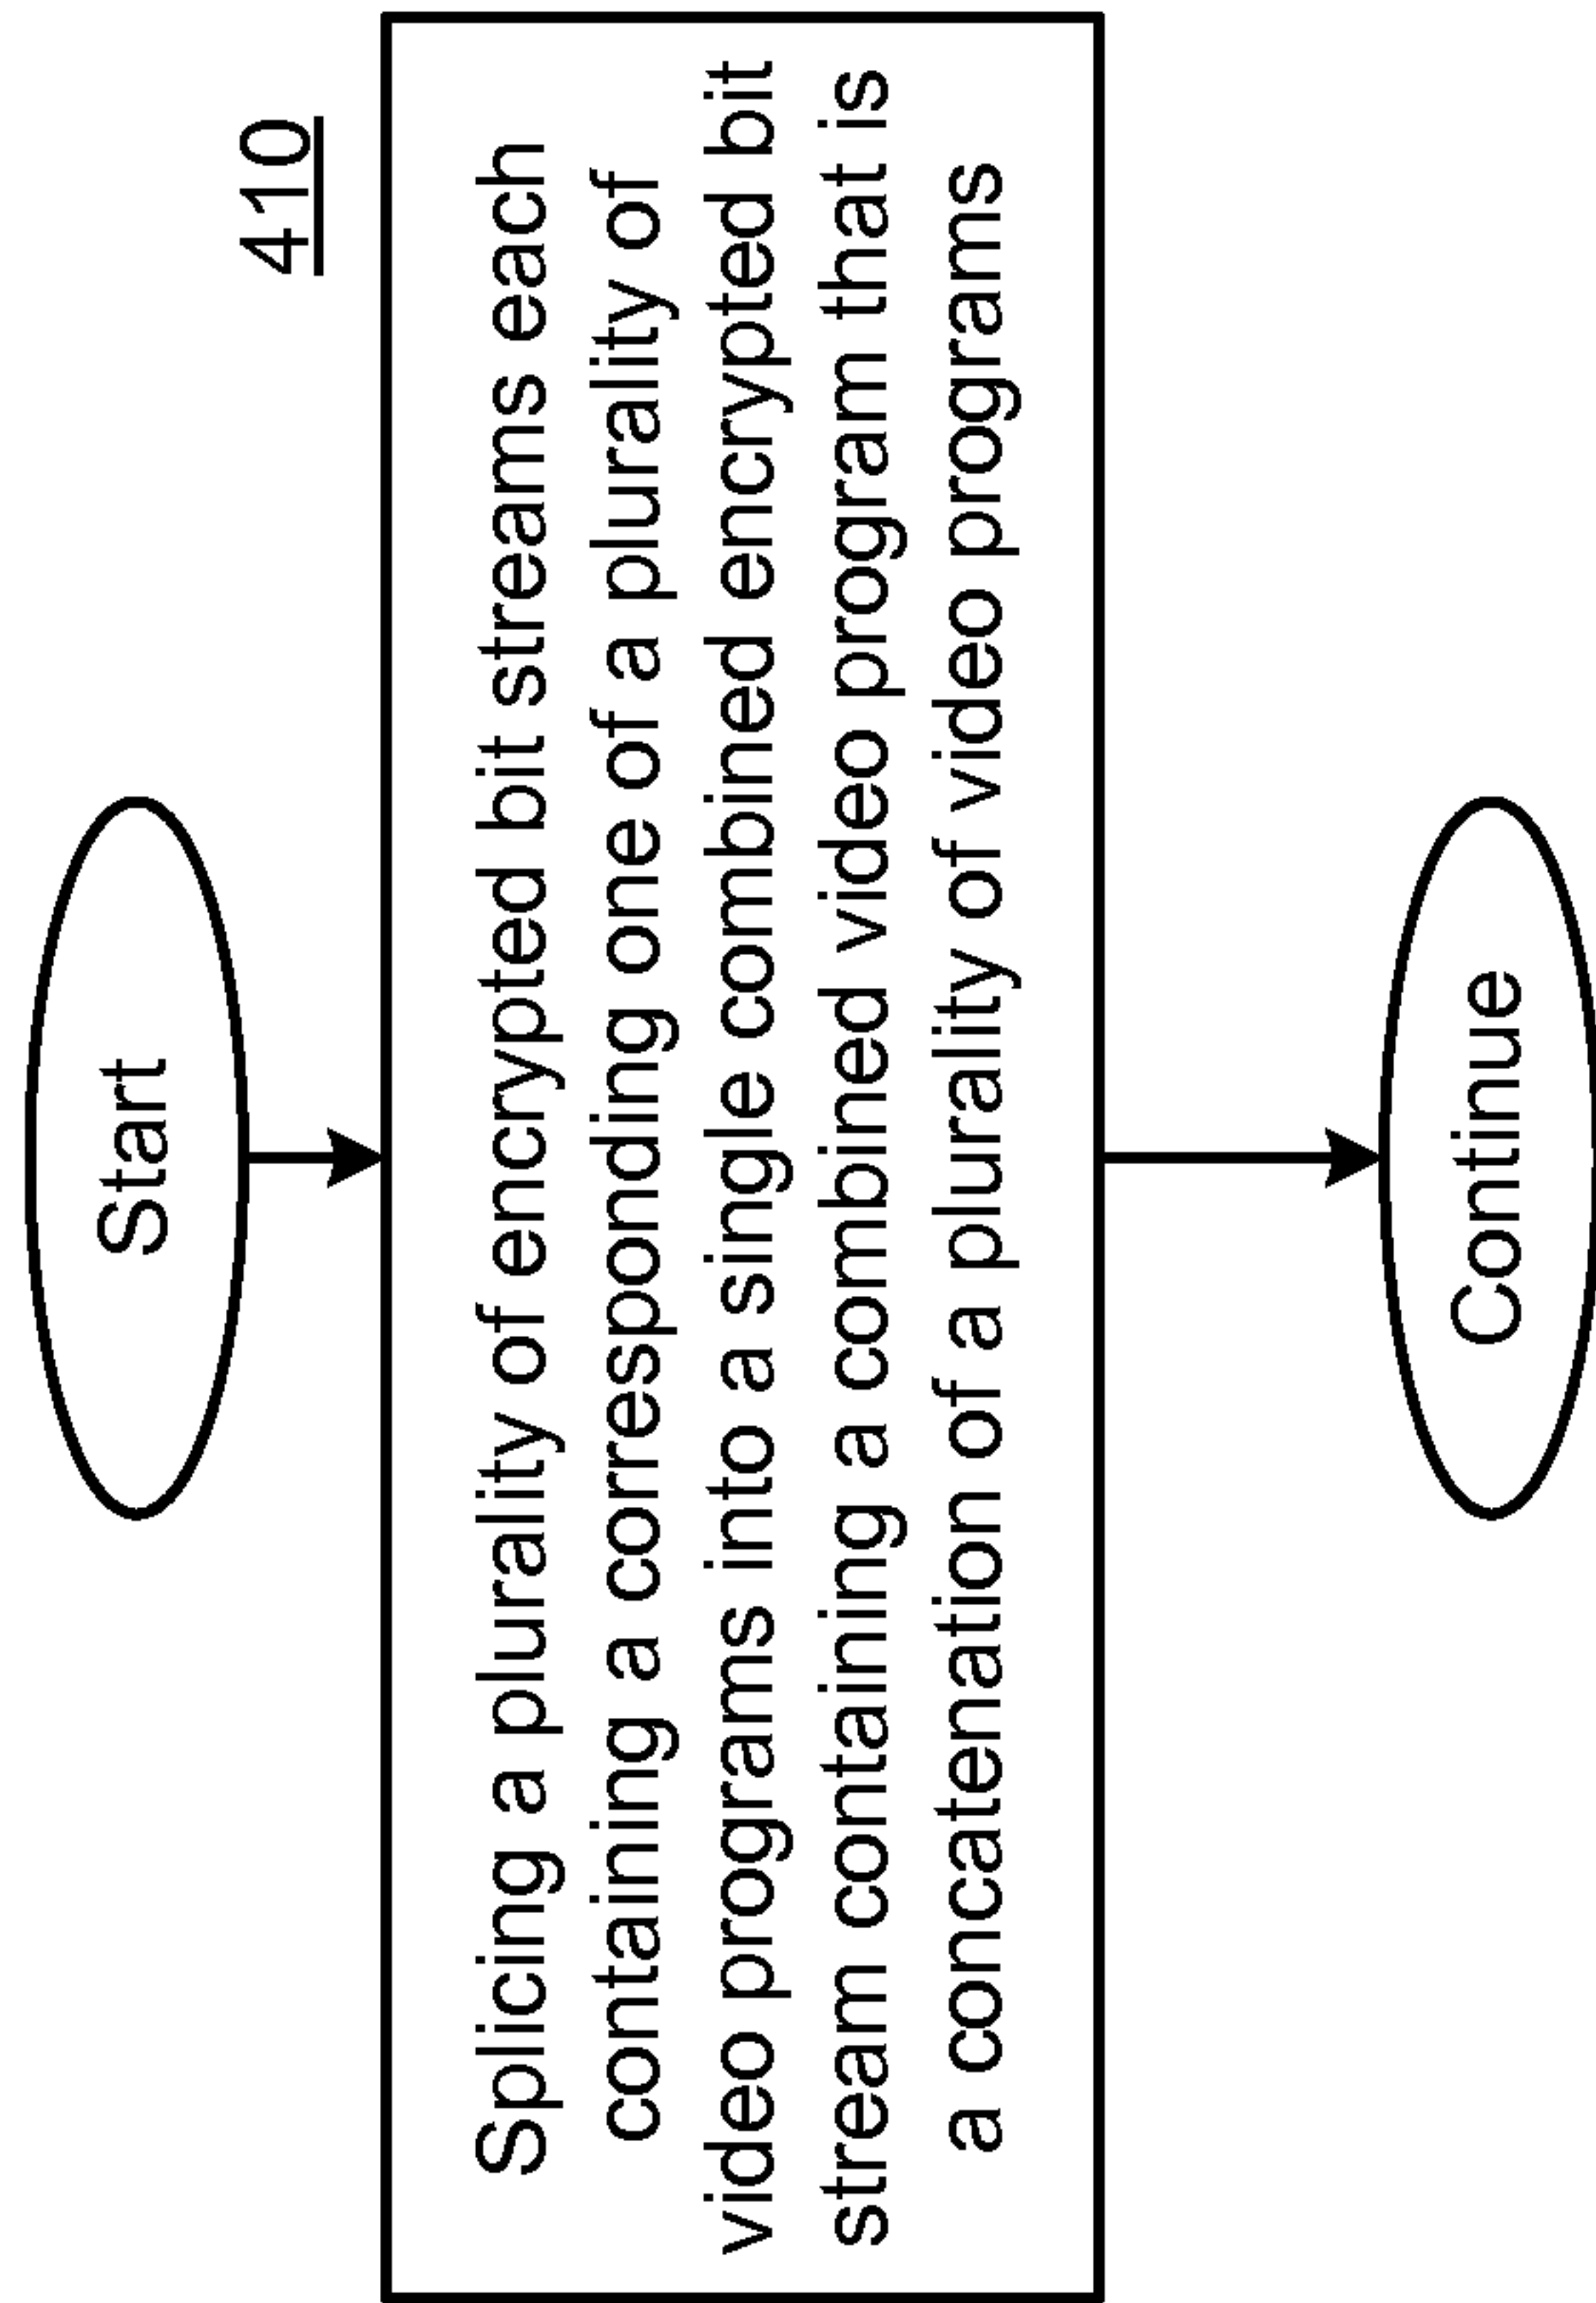 Start
410
Splicing a plurality of encrypted bit streams each
containing a corresponding one of a plurality of
video programs into a single combined encrypted bit
stream containing a combined video program that is
a concatenation of a plurality of video programs
Continue